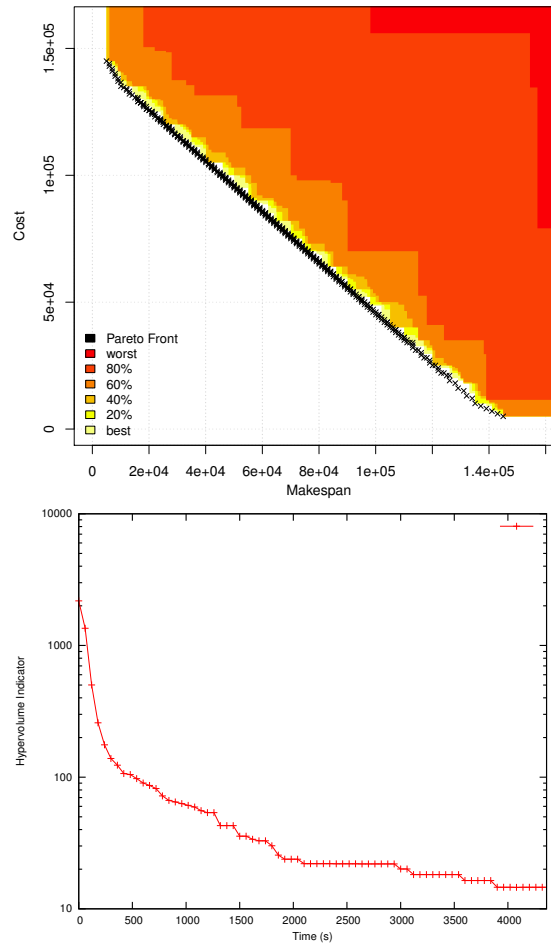 1.5e+05
1e+05
5e+04
0
Cost
Pareto Front
worst
80%
60%
40%
20%
best
0 2e+04 4e+04 6e+04 8e+04 1e+05 1.4e+05
Makespan
10000
1000
100
10
Hypervolume Indicator
0 500 1000 1500 2000 2500 3000 3500 4000
Time (s)